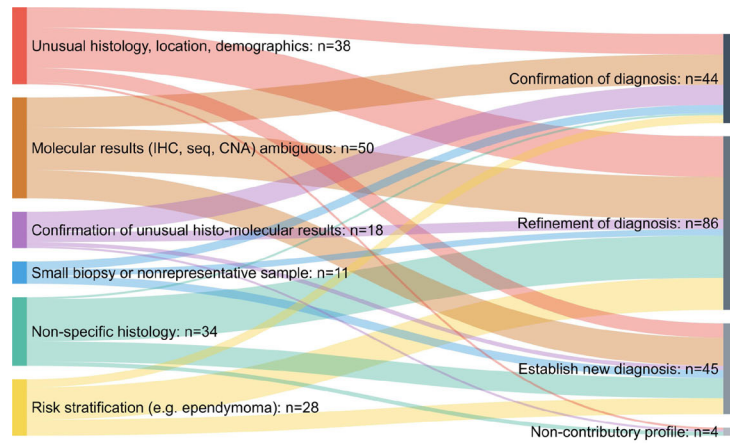 Unusual histology, location, demographics: n=38
Molecular results (IHC, seq, CNA) ambiguous: n=50
Confirmation of unusual histo-molecular results: n=18
Small biopsy or nonrepresentative sample: n=11
Non-specific histology: n=34
Risk stratification (e.g. ependymoma): n=28
Confirmation of diagnosis: n=44
Refinement of diagnosis: n=86
Establish new diagnosis: n=45
Non-contributory profile: n=4